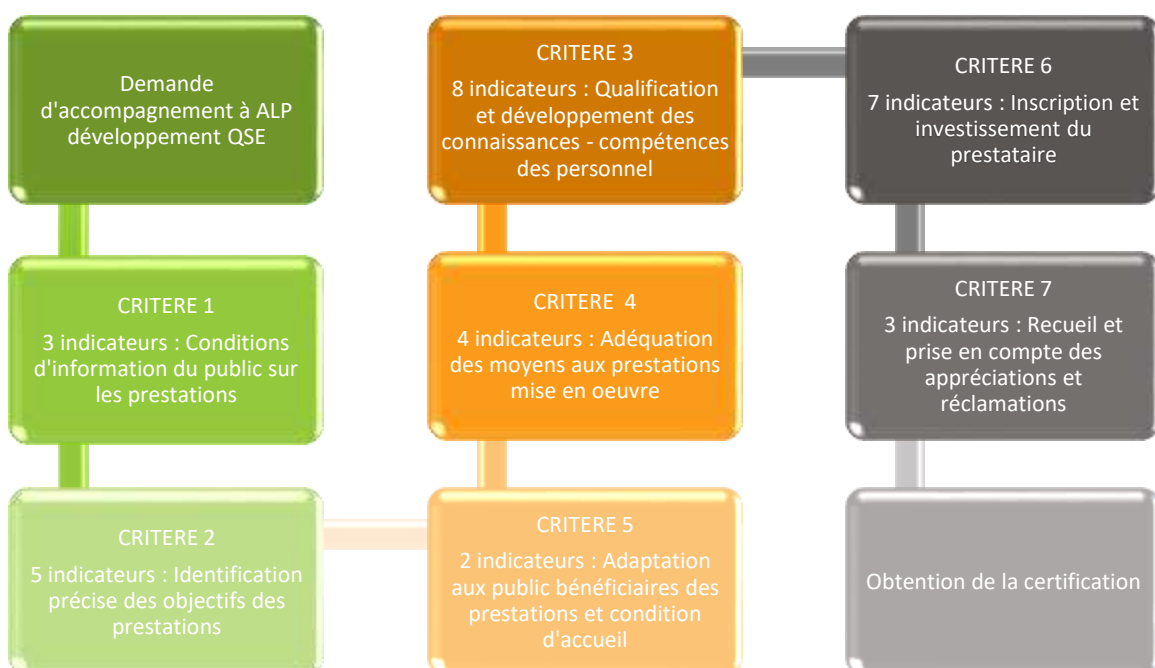 Demande
d'accompagnement à ALP
développement QSE
CRITERE 1
3 indicateurs : Conditions
d'information du public sur
les prestations
CRITERE 2
5 indicateurs : Identification
précise des objectifs des
prestations
CRITERE 3
8 indicateurs : Qualification
et développement des
connaissances - compétences
des personnel
CRITERE  4
4 indicateurs : Adéquation
des moyens aux prestations
mise en oeuvre
CRITERE 5
2 indicateurs : Adaptation
aux public bénéficiaires des
prestations et condition
d'accueil
CRITERE 6
7 indicateurs : Inscription et
investissement du
prestataire
CRITERE 7
3 indicateurs : Recueil et
prise en compte des
appréciations et
réclamations
Obtention de la certification